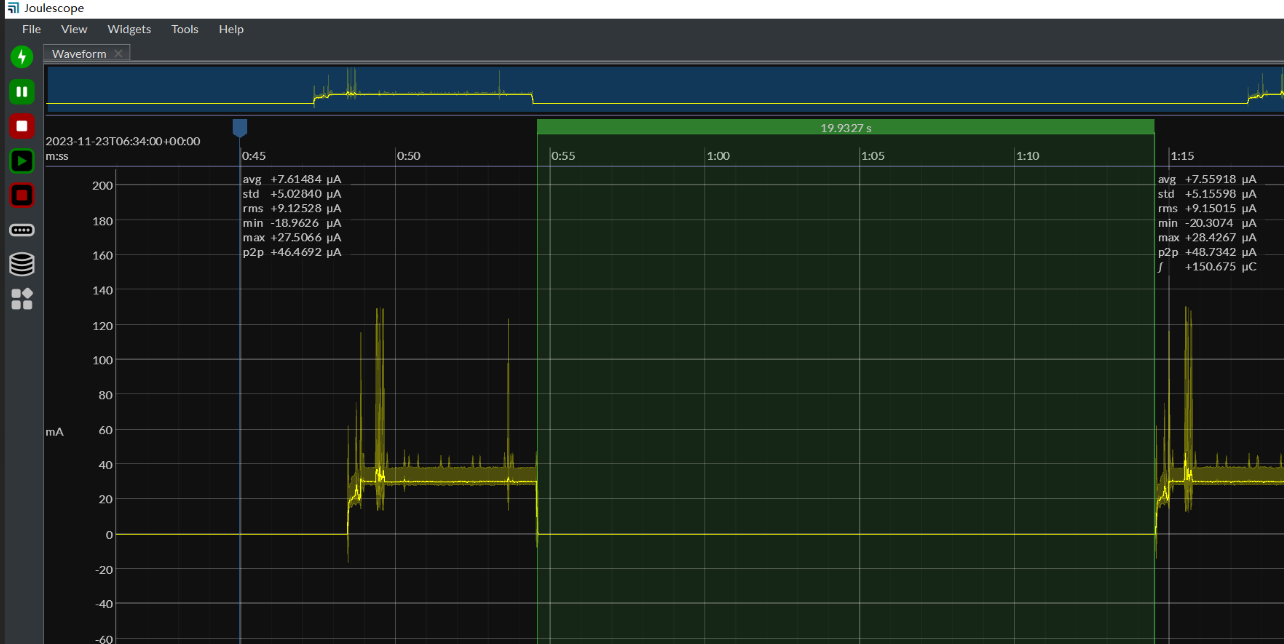 Joulescope
File View Widgets Tools Help
Waveform
19.9327 s
2023-11-23T06:34:00+00:00
m:ss
0:45 0:50 0:55 1:00 1:05 1:10 1:15
avg +7.61484 µA
std +5.02840 µA
rms +9.12528 µA
min -18.9626 µA
max +27.5066 µA
p2p +46.4692 µA
avg +7.55918 µA
std +5.15598 µA
rms +9.15015 µA
min -20.3074 µA
max +28.4267 µA
p2p +48.7342 µA
∫ +150.675 µC
200
180
160
140
120
100
80
60
mA
40
20
0
-20
-40
-60